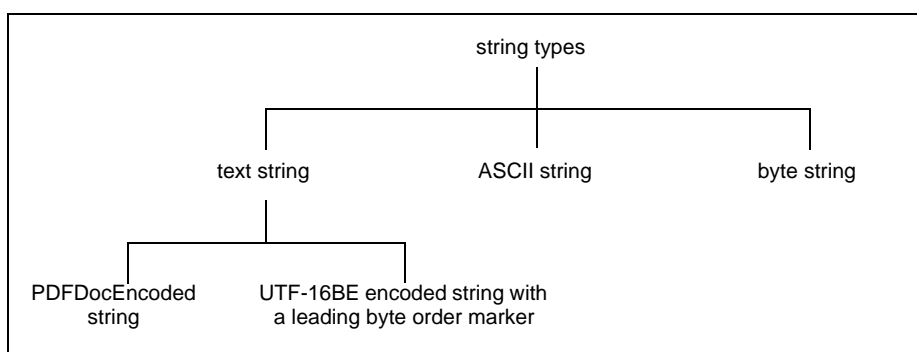 string types
text string
ASCII string
byte string
PDFDocEncoded
string
UTF-16BE encoded string with
a leading byte order marker